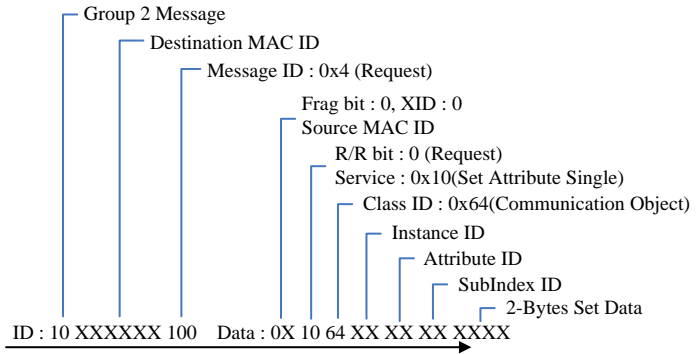 Group 2 Message
Destination MAC ID
Message ID : 0x4 (Request)
Frag bit : 0, XID : 0
Source MAC ID
R/R bit : 0 (Request)
Service : 0x10(Set Attribute Single)
Class ID : 0x64(Communication Object)
Instance ID
Attribute ID
SubIndex ID
2-Bytes Set Data
ID : 10 XXXXXX 100 Data : 0X 10 64 XX XX XX XXXX